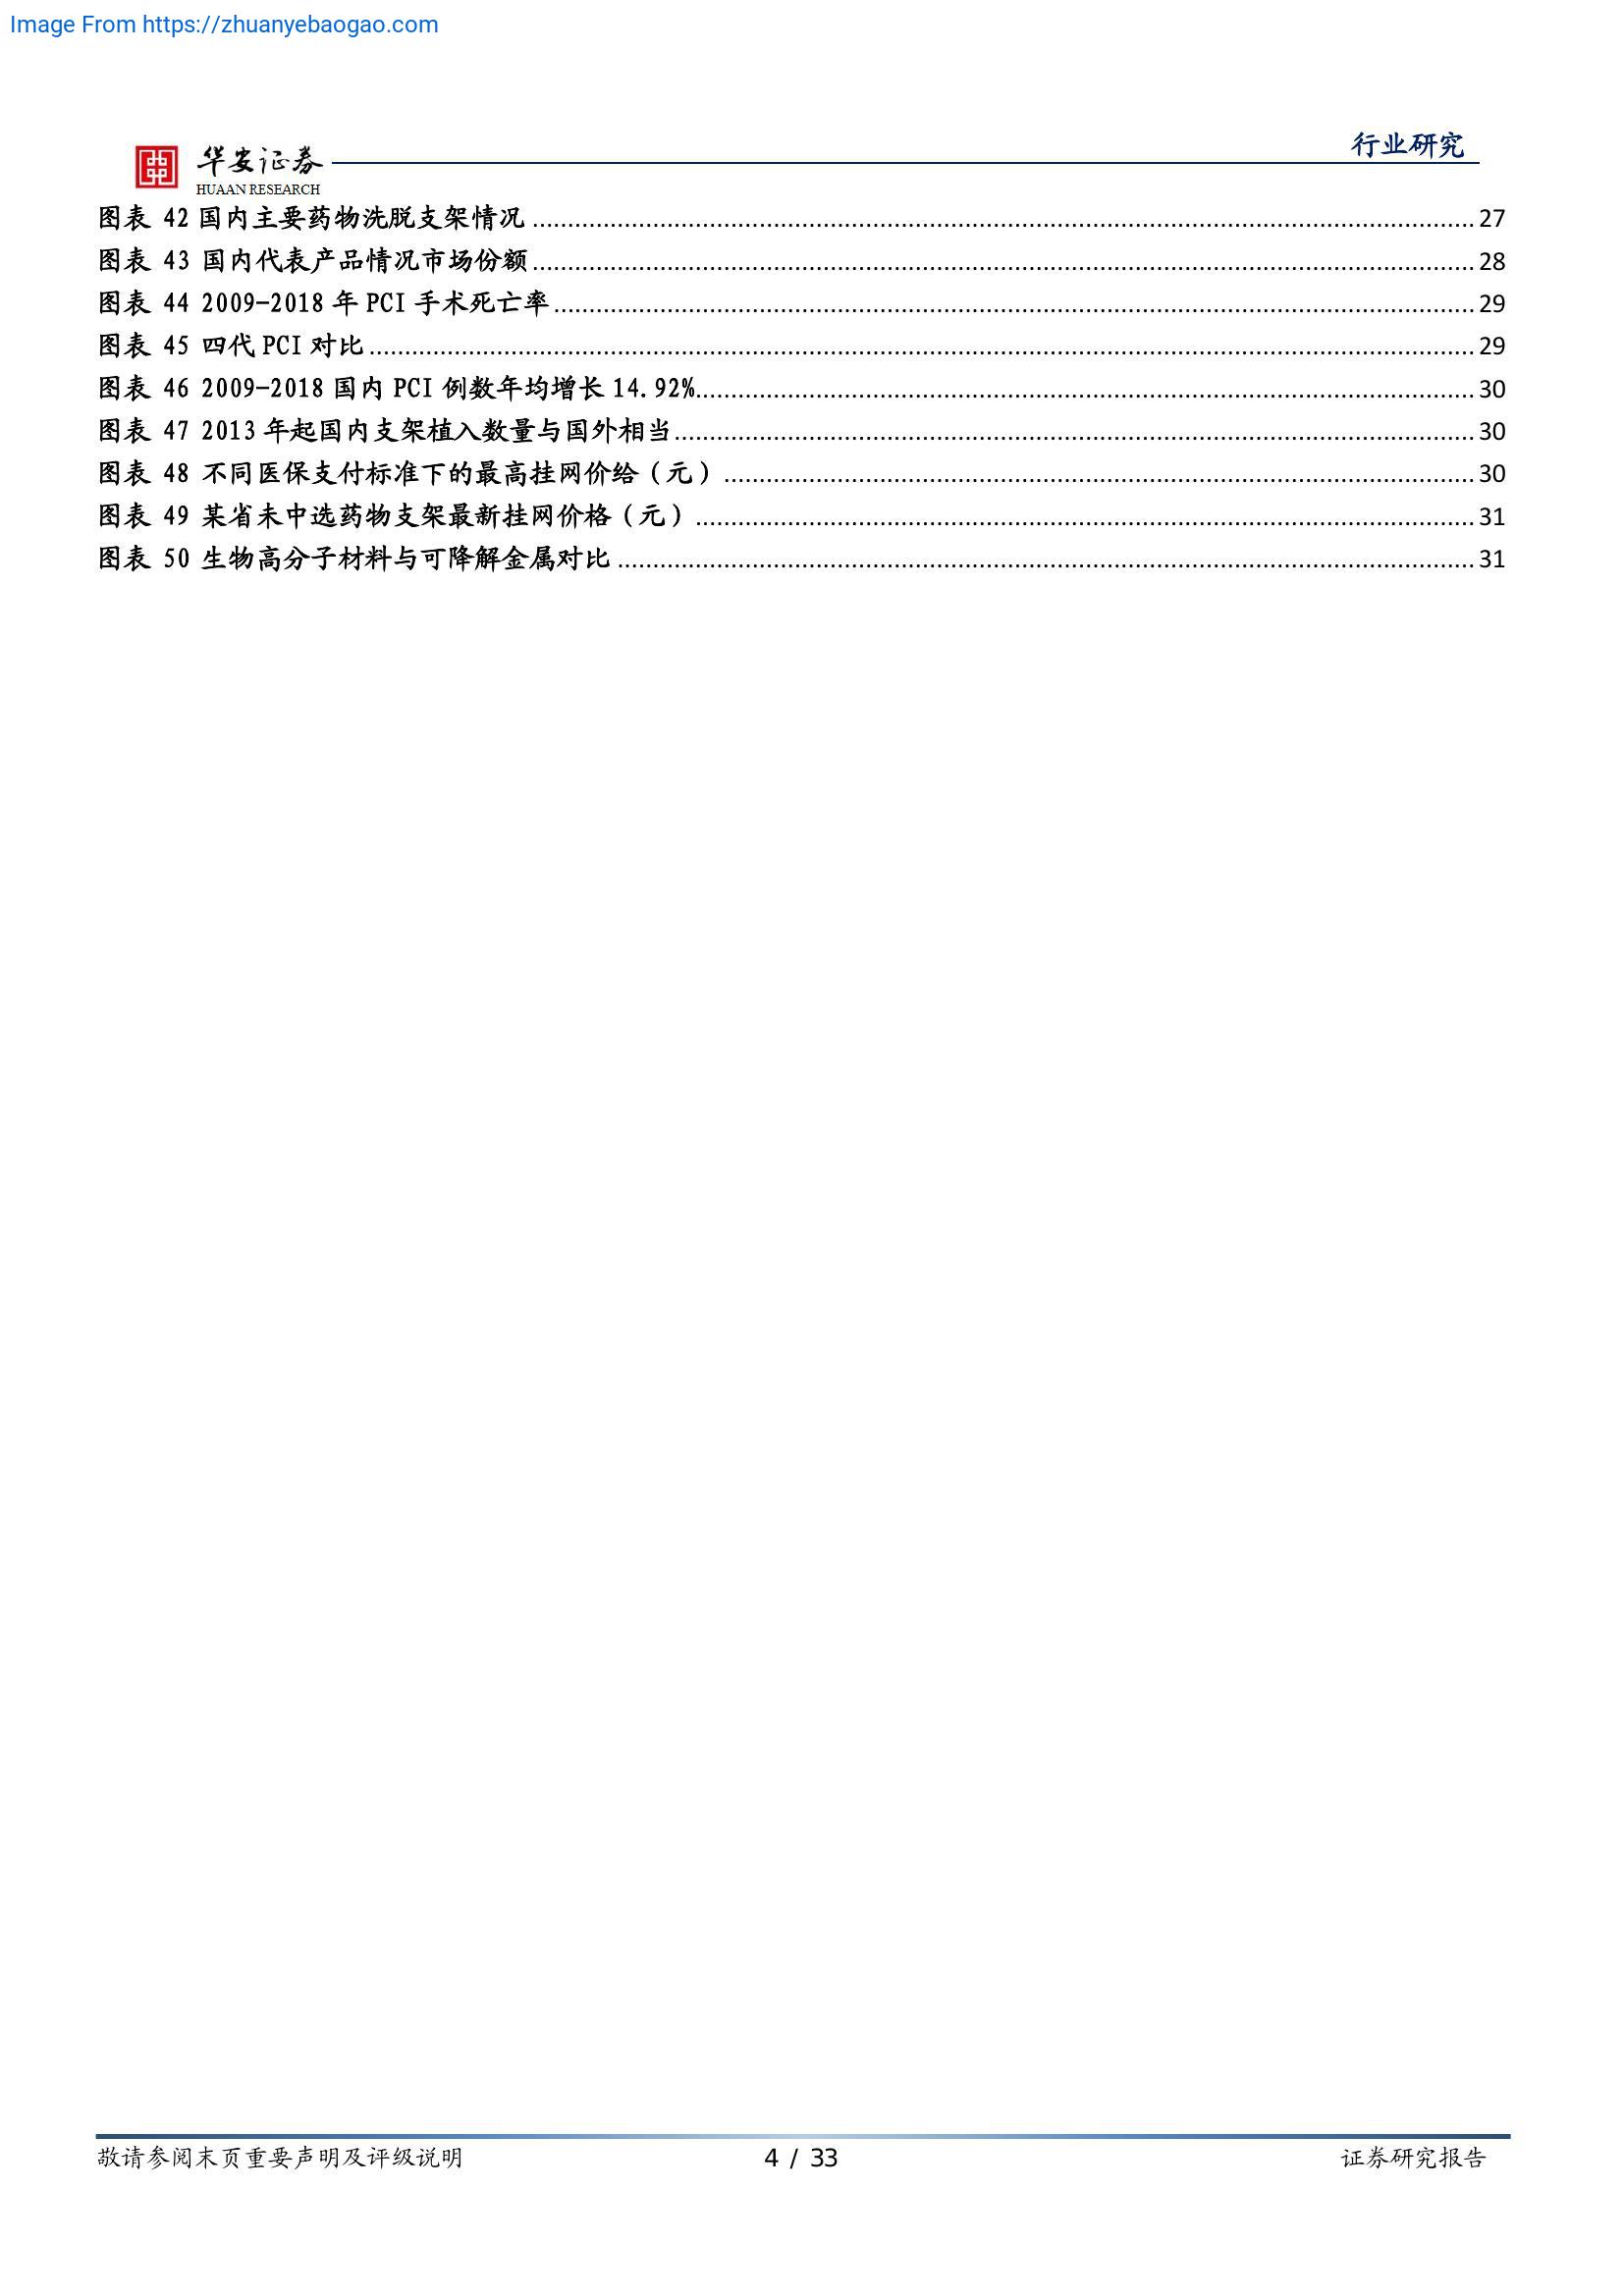 Image From https://zhuanyebaogao.com
行业研究
华安证券
HUAAN RESEARCH
图表 42 国内主要药物洗脱支架情况 ........ 27
图表 43 国内代表产品情况市场份额 ........ 28
图表 44 2009-2018 年 PCI 手术死亡率 ........ 29
图表 45 四代 PCI 对比 ........ 29
图表 46 2009-2018 国内 PCI 例数年均增长 14.92% ........ 30
图表 47 2013 年起国内支架植入数量与国外相当 ........ 30
图表 48 不同医保支付标准下的最高挂网价给（元） ........ 30
图表 49 某省未中选药物支架最新挂网价格（元） ........ 31
图表 50 生物高分子材料与可降解金属对比 ........ 31
敬请参阅末页重要声明及评级说明 4 / 33 证券研究报告